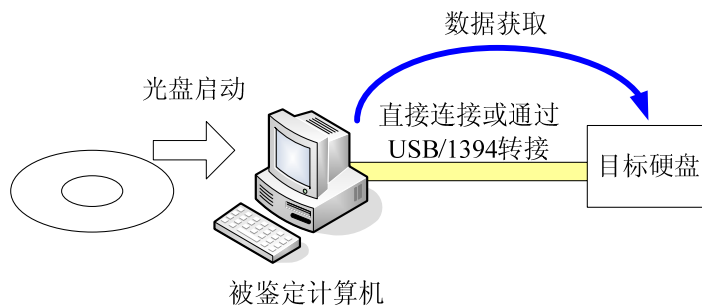 数据获取
光盘启动
直接连接或通过
USB/1394转接
目标硬盘
被鉴定计算机